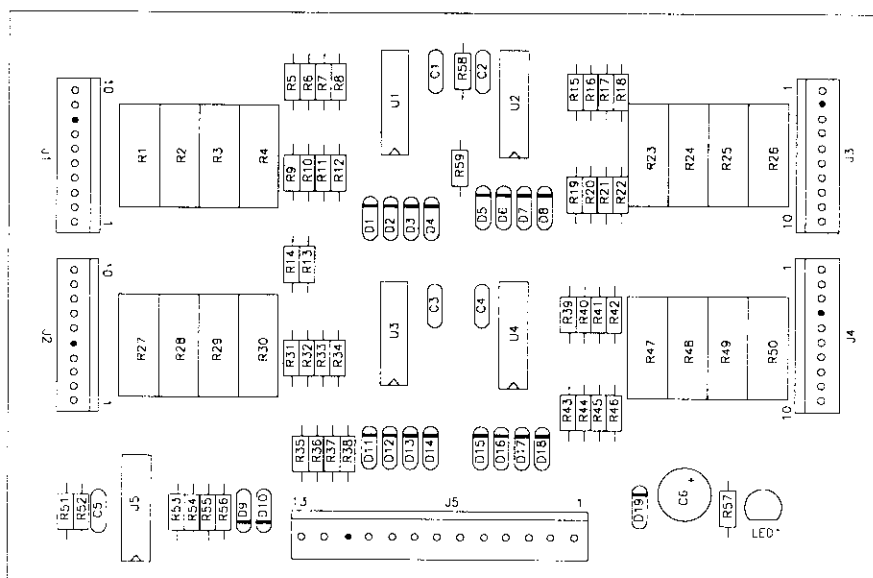 R5 R6 R7 R8
C1 R58 C2
U1 U2
R15 R16 R17 R18
10 1
J1 R1 R2 R3 R4
R9 R10 R11 R12
R59
R23 R24 R25 R26 J3
R19 R20 R21 R22
D1 D2 D3 D4
D5 D6 D7 D8
1 10
R14 R13
10 1
J2 R27 R28 R29 R30
R31 R32 R33 R34
U3 C3 C4 U4
R39 R40 R41 R42
R47 R48 R49 R50 J4
1 10
R43 R44 R45 R46
R35 R36 R37 R38
D11 D12 D13 D14
D15 D16 D17 D18
R51 R52 C5 J5
R53 R54 R55 R56 D9 D10
13 J5 1
D19 C6 + R57
LED